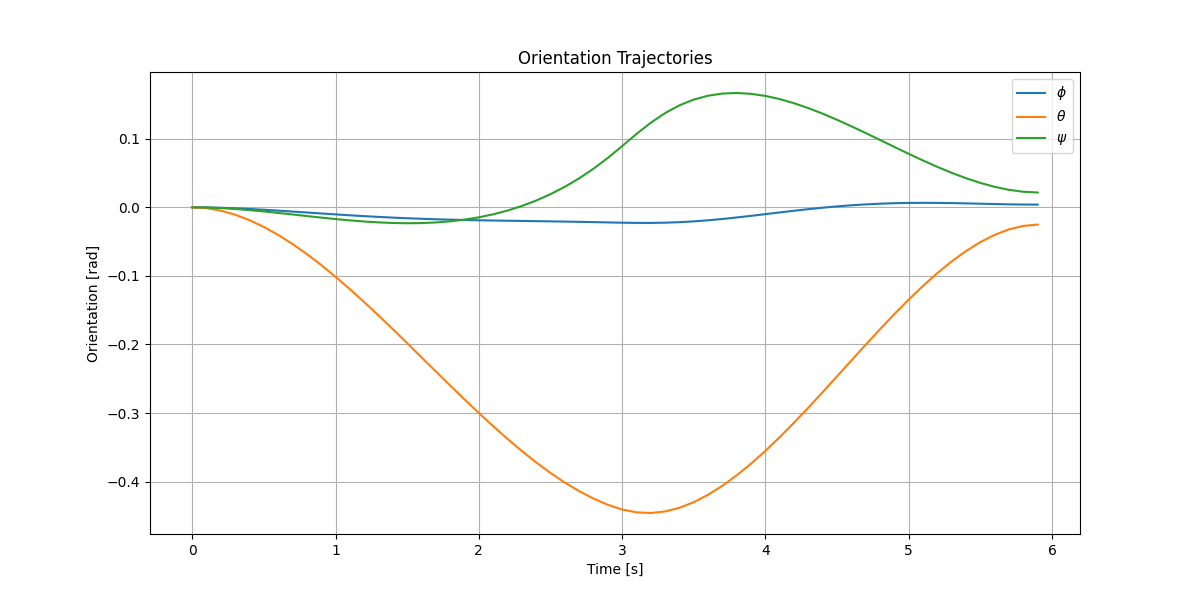 Orientation Trajectories
ϕ
θ
ψ
Orientation [rad]
0.1
0.0
−0.1
−0.2
−0.3
−0.4
0 1 2 3 4 5 6
Time [s]